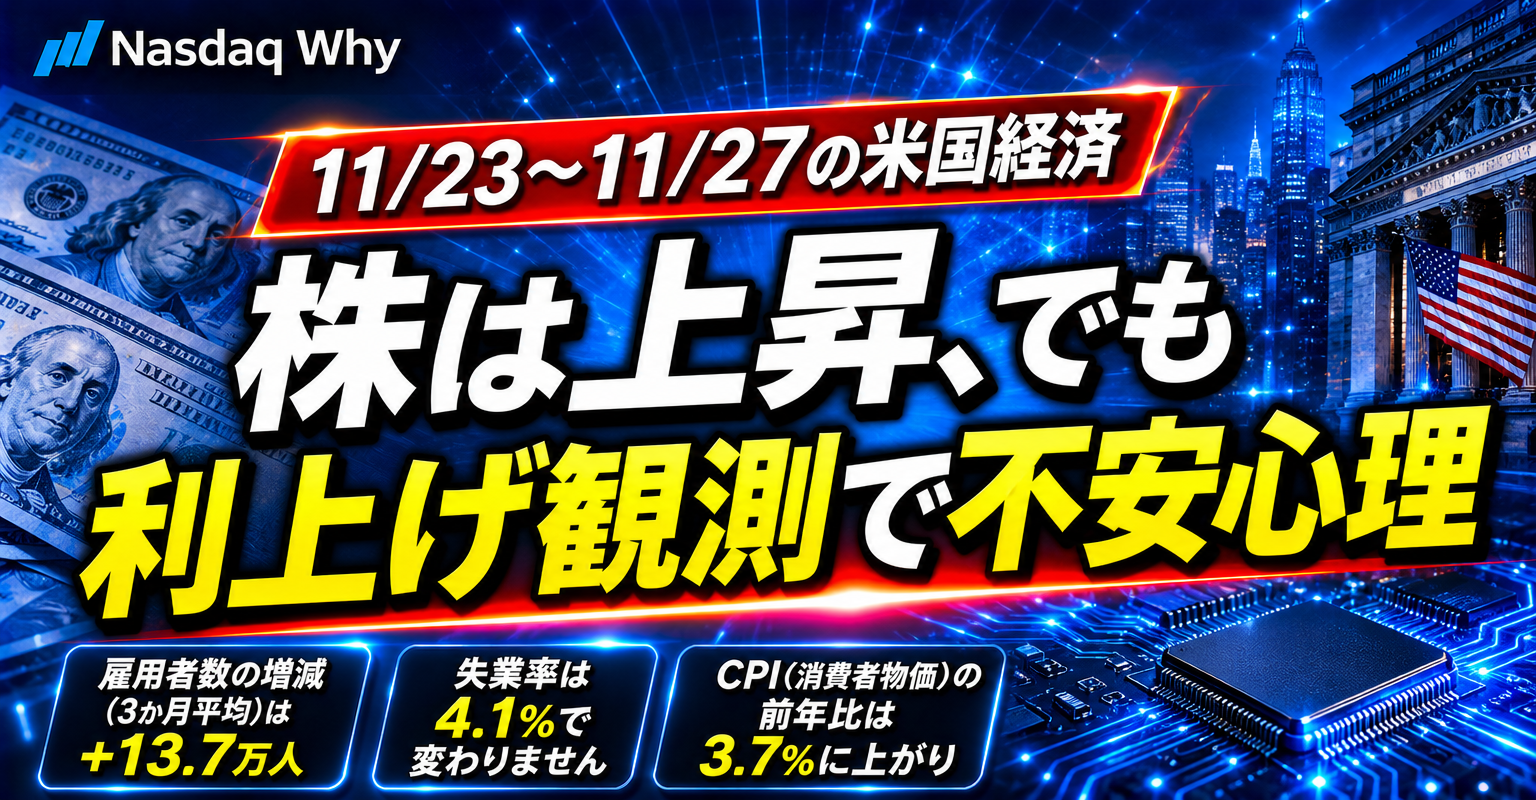 Nasdaq Why
11/23~11/27の米国経済
株は上昇、でも
利上げ観測で不安心理
雇用者数の増減
(3か月平均)は
+13.7万人
失業率は
4.1%で
変わりません
CPI(消費者物価)の
前年比は
3.7%に上がり